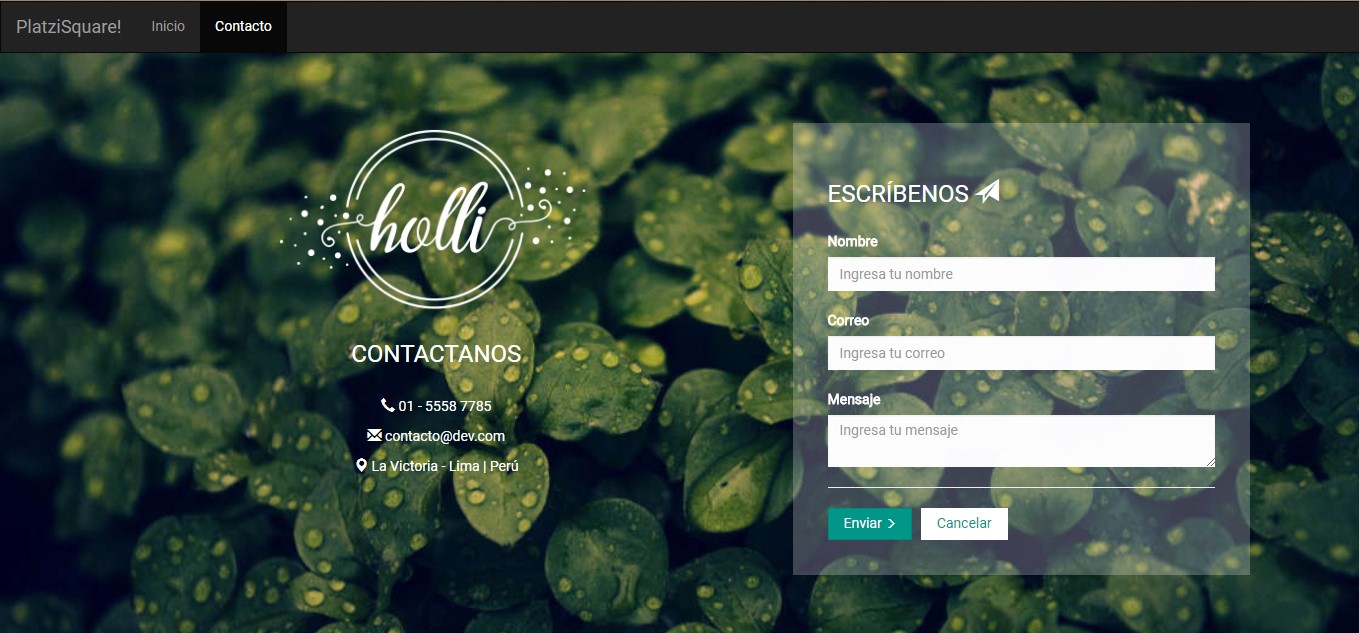 PlatziSquare! Inicio Contacto
holli
CONTACTANOS
01 - 5558 7785
contacto@dev.com
La Victoria - Lima | Perú
ESCRÍBENOS
Nombre
Ingresa tu nombre
Correo
Ingresa tu correo
Mensaje
Ingresa tu mensaje
Enviar Cancelar